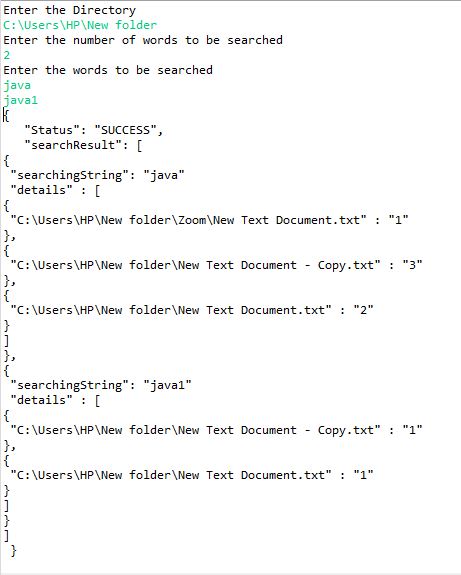 Enter the Directory
C:\Users\HP\New folder
Enter the number of words to be searched
2
Enter the words to be searched
java
java1
{
   "Status": "SUCCESS",
   "searchResult": [
{
 "searchingString": "java"
 "details" : [
{
 "C:\Users\HP\New folder\Zoom\New Text Document.txt" : "1"
},
{
 "C:\Users\HP\New folder\New Text Document - Copy.txt" : "3"
},
{
 "C:\Users\HP\New folder\New Text Document.txt" : "2"
}
]
},
{
 "searchingString": "java1"
 "details" : [
{
 "C:\Users\HP\New folder\New Text Document - Copy.txt" : "1"
},
{
 "C:\Users\HP\New folder\New Text Document.txt" : "1"
}
]
}
]
 }